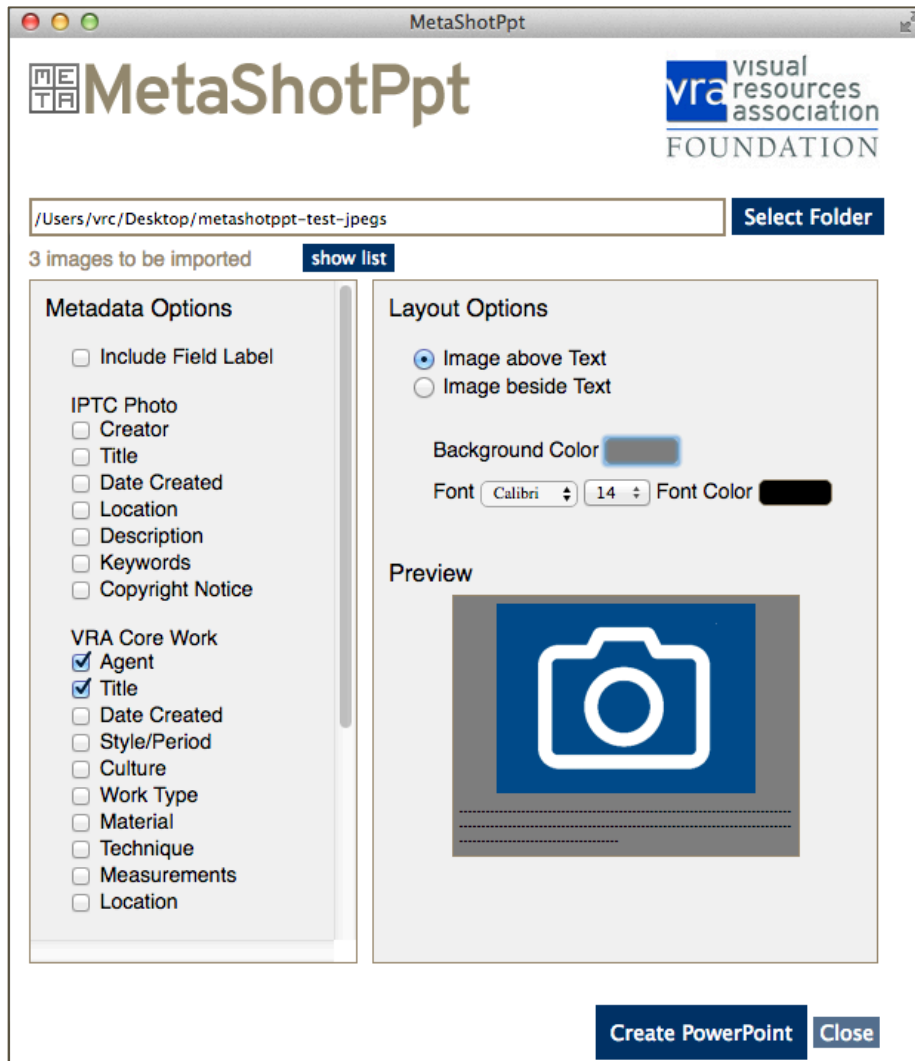 MetaShotPpt
META MetaShotPpt
vra visual resources association
FOUNDATION
/Users/vrc/Desktop/metashotppt-test-jpegs
Select Folder
3 images to be imported
show list
Metadata Options
Include Field Label
IPTC Photo
Creator
Title
Date Created
Location
Description
Keywords
Copyright Notice
VRA Core Work
Agent
Title
Date Created
Style/Period
Culture
Work Type
Material
Technique
Measurements
Location
Layout Options
Image above Text
Image beside Text
Background Color
Font Calibri 14 Font Color
Preview
Create PowerPoint
Close